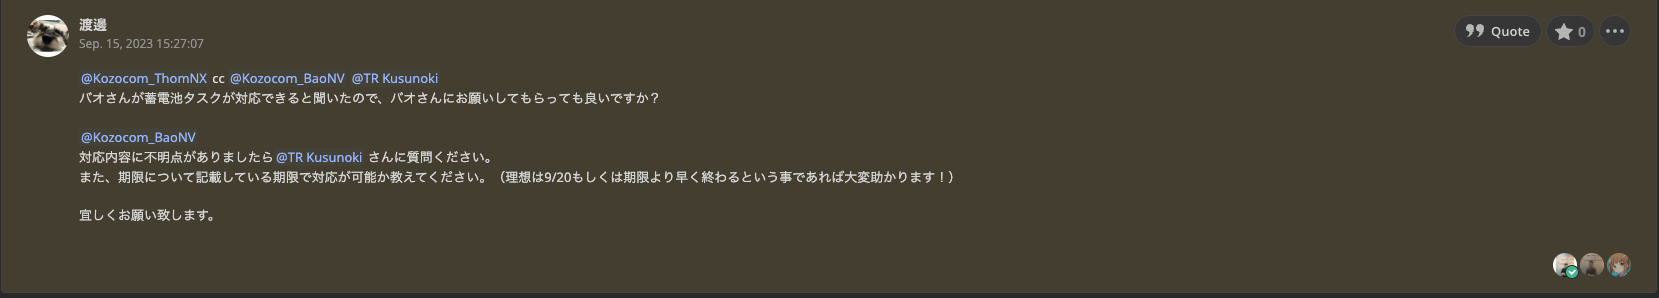 渡邊
Sep. 15, 2023 15:27:07
Quote
0
@Kozocom_ThomNX cc @Kozocom_BaoNV @TR Kusunoki
バオさんが蓄電池タスクが対応できると聞いたので、バオさんにお願いしてもらっても良いですか？
@Kozocom_BaoNV
対応内容に不明点がありましたら@TR Kusunoki さんに質問ください。
また、期限について記載している期限で対応が可能か教えてください。（理想は9/20もしくは期限より早く終わるという事であれば大変助かります！）
宜しくお願い致します。